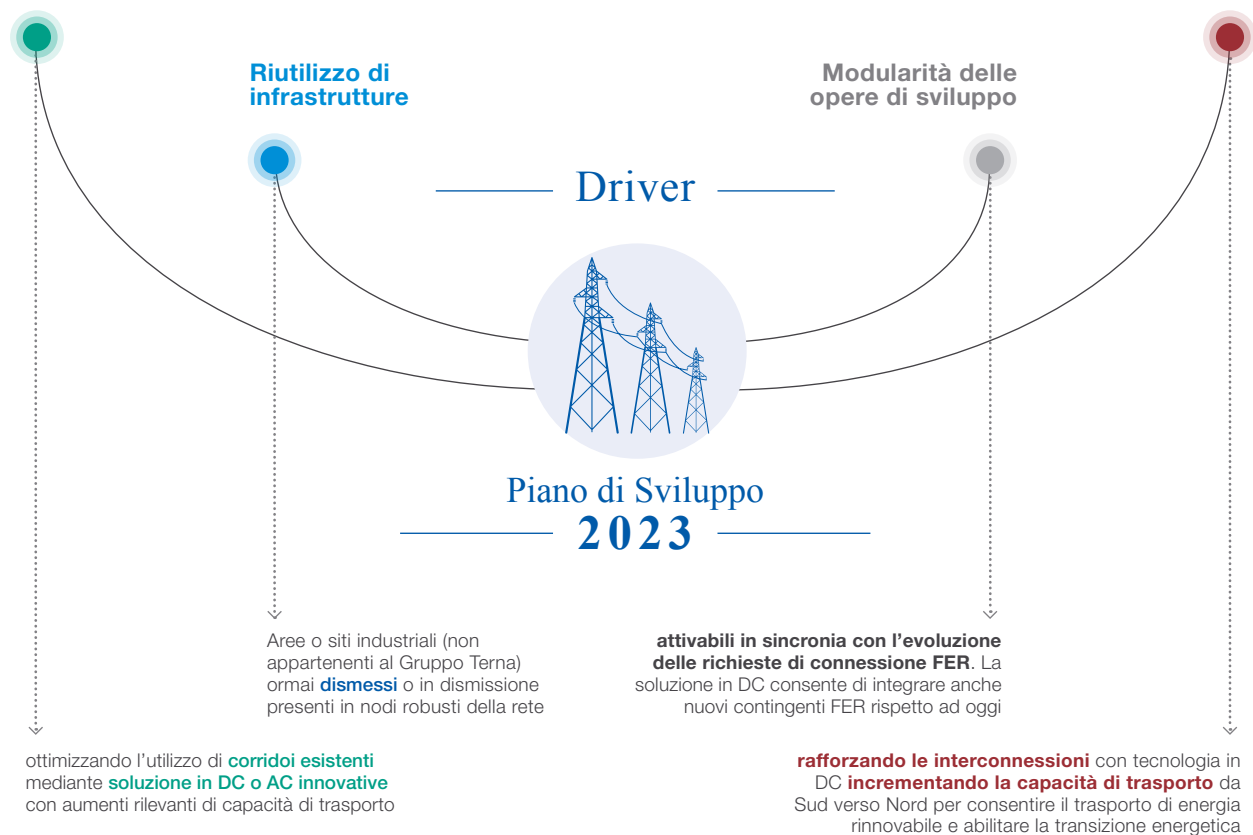 Riutilizzo di
infrastrutture
Modularità delle
opere di sviluppo
Driver
Piano di Sviluppo
2023
Aree o siti industriali (non
appartenenti al Gruppo Terna)
ormai dismessi o in dismissione
presenti in nodi robusti della rete
attivabili in sincronia con l’evoluzione
delle richieste di connessione FER. La
soluzione in DC consente di integrare anche
nuovi contingenti FER rispetto ad oggi
ottimizzando l’utilizzo di corridoi esistenti
mediante soluzione in DC o AC innovative
con aumenti rilevanti di capacità di trasporto
rafforzando le interconnessioni con tecnologia in
DC incrementando la capacità di trasporto da
Sud verso Nord per consentire il trasporto di energia
rinnovabile e abilitare la transizione energetica